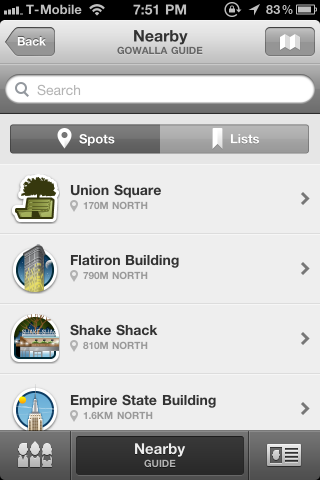 T-Mobile 7:51 PM 83%
Back
Nearby
GOWALLA GUIDE
Search
Spots Lists
Union Square
170M NORTH
Flatiron Building
790M NORTH
Shake Shack
810M NORTH
Empire State Building
1.6KM NORTH
Nearby
GUIDE